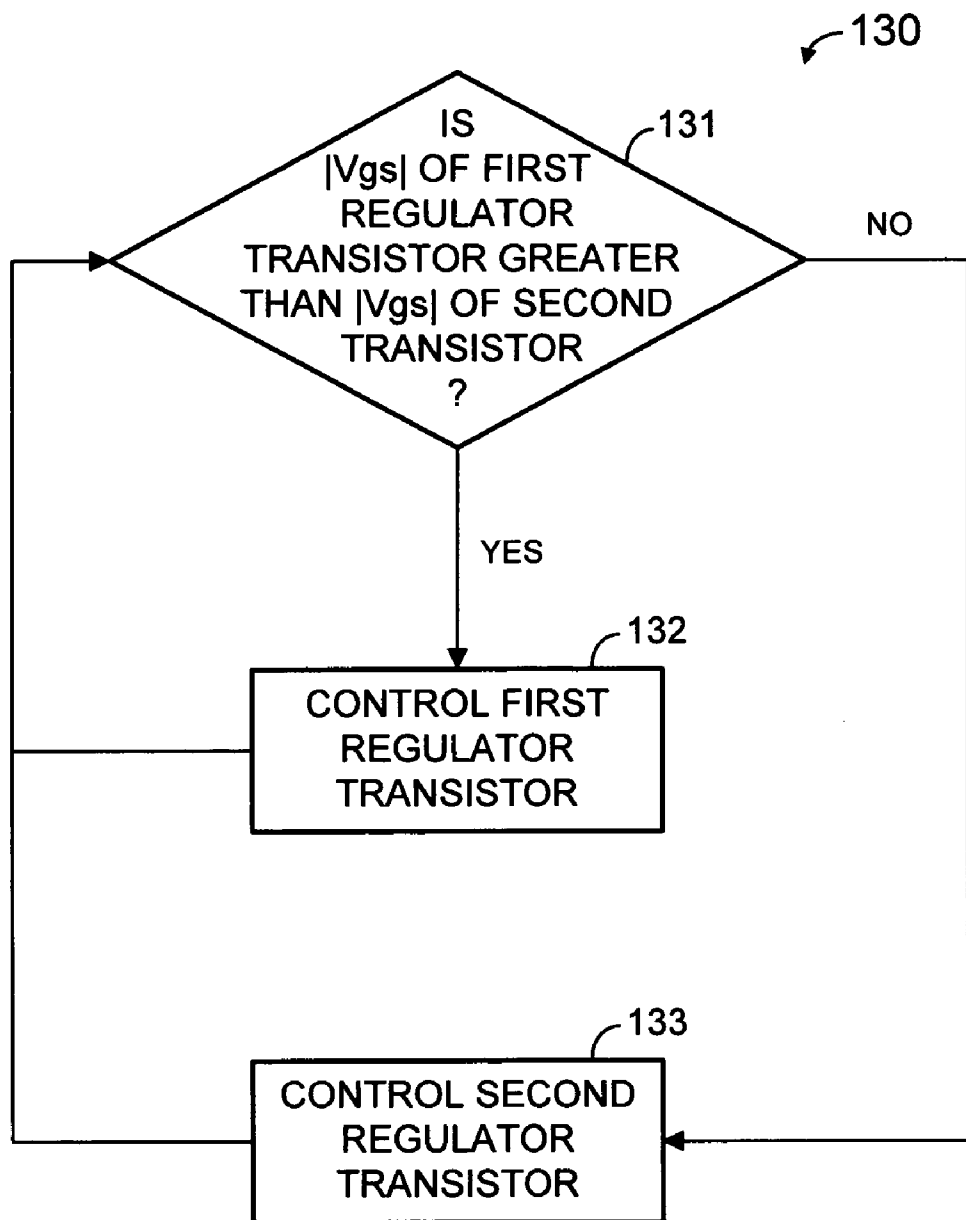 130
IS
|Vgs| OF FIRST
REGULATOR
TRANSISTOR GREATER
THAN |Vgs| OF SECOND
TRANSISTOR
?
131
NO
YES
132
CONTROL FIRST
REGULATOR
TRANSISTOR
133
CONTROL SECOND
REGULATOR
TRANSISTOR